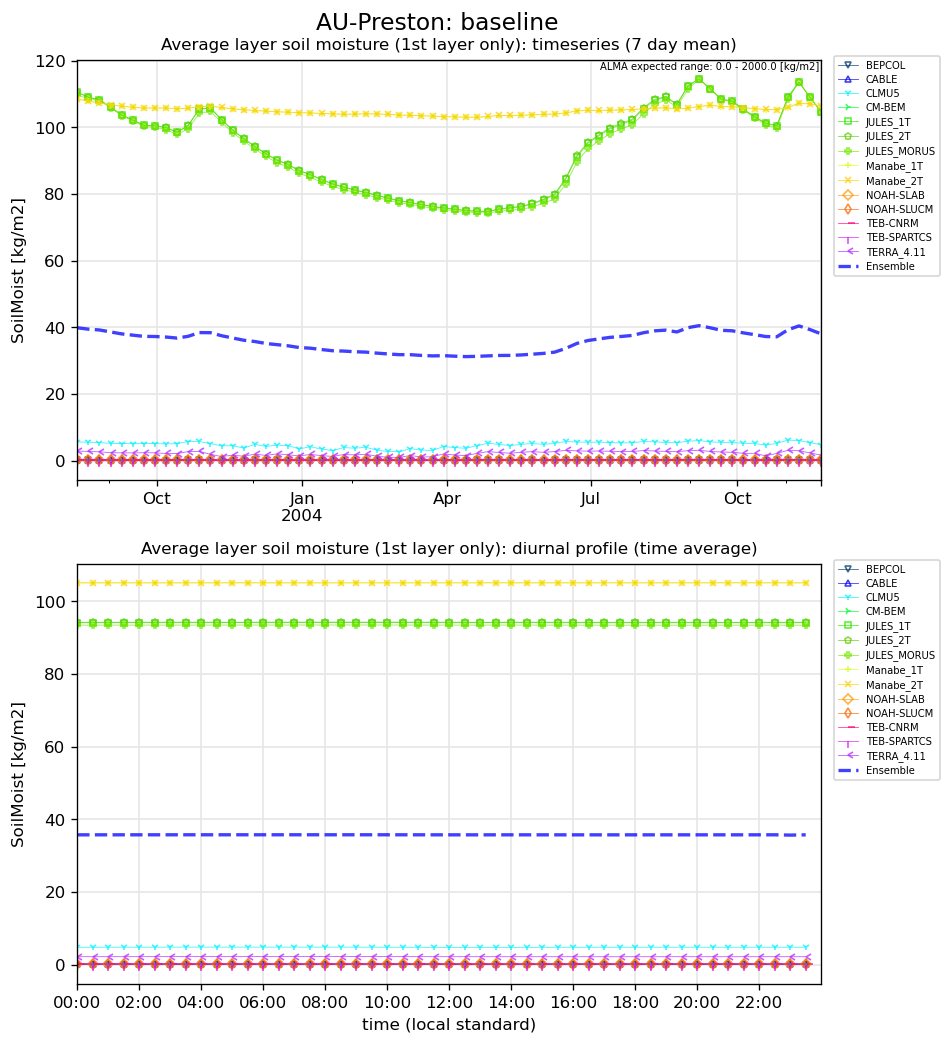 AU-Preston: baseline
Average layer soil moisture (1st layer only): timeseries (7 day mean)
ALMA expected range: 0.0 - 2000.0 [kg/m2]
SoilMoist [kg/m2]
120
100
80
60
40
20
0
Oct
Jan
2004
Apr
Jul
Oct
BEPCOL
CABLE
CLMU5
CM-BEM
JULES_1T
JULES_2T
JULES_MORUS
Manabe_1T
Manabe_2T
NOAH-SLAB
NOAH-SLUCM
TEB-CNRM
TEB-SPARTCS
TERRA_4.11
Ensemble
Average layer soil moisture (1st layer only): diurnal profile (time average)
SoilMoist [kg/m2]
100
80
60
40
20
0
00:00
02:00
04:00
06:00
08:00
10:00
12:00
14:00
16:00
18:00
20:00
22:00
time (local standard)
BEPCOL
CABLE
CLMU5
CM-BEM
JULES_1T
JULES_2T
JULES_MORUS
Manabe_1T
Manabe_2T
NOAH-SLAB
NOAH-SLUCM
TEB-CNRM
TEB-SPARTCS
TERRA_4.11
Ensemble